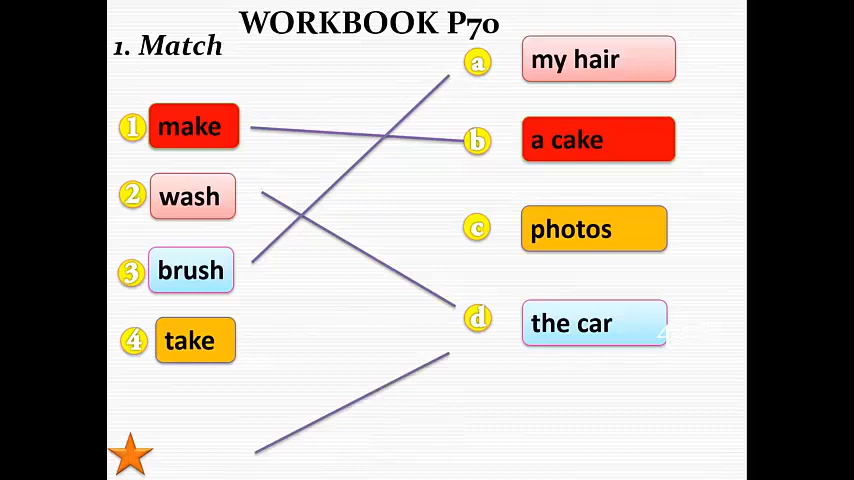 WORKBOOK P70
1. Match
a my hair
1 make
b a cake
2 wash
c photos
3 brush
d the car
4 take